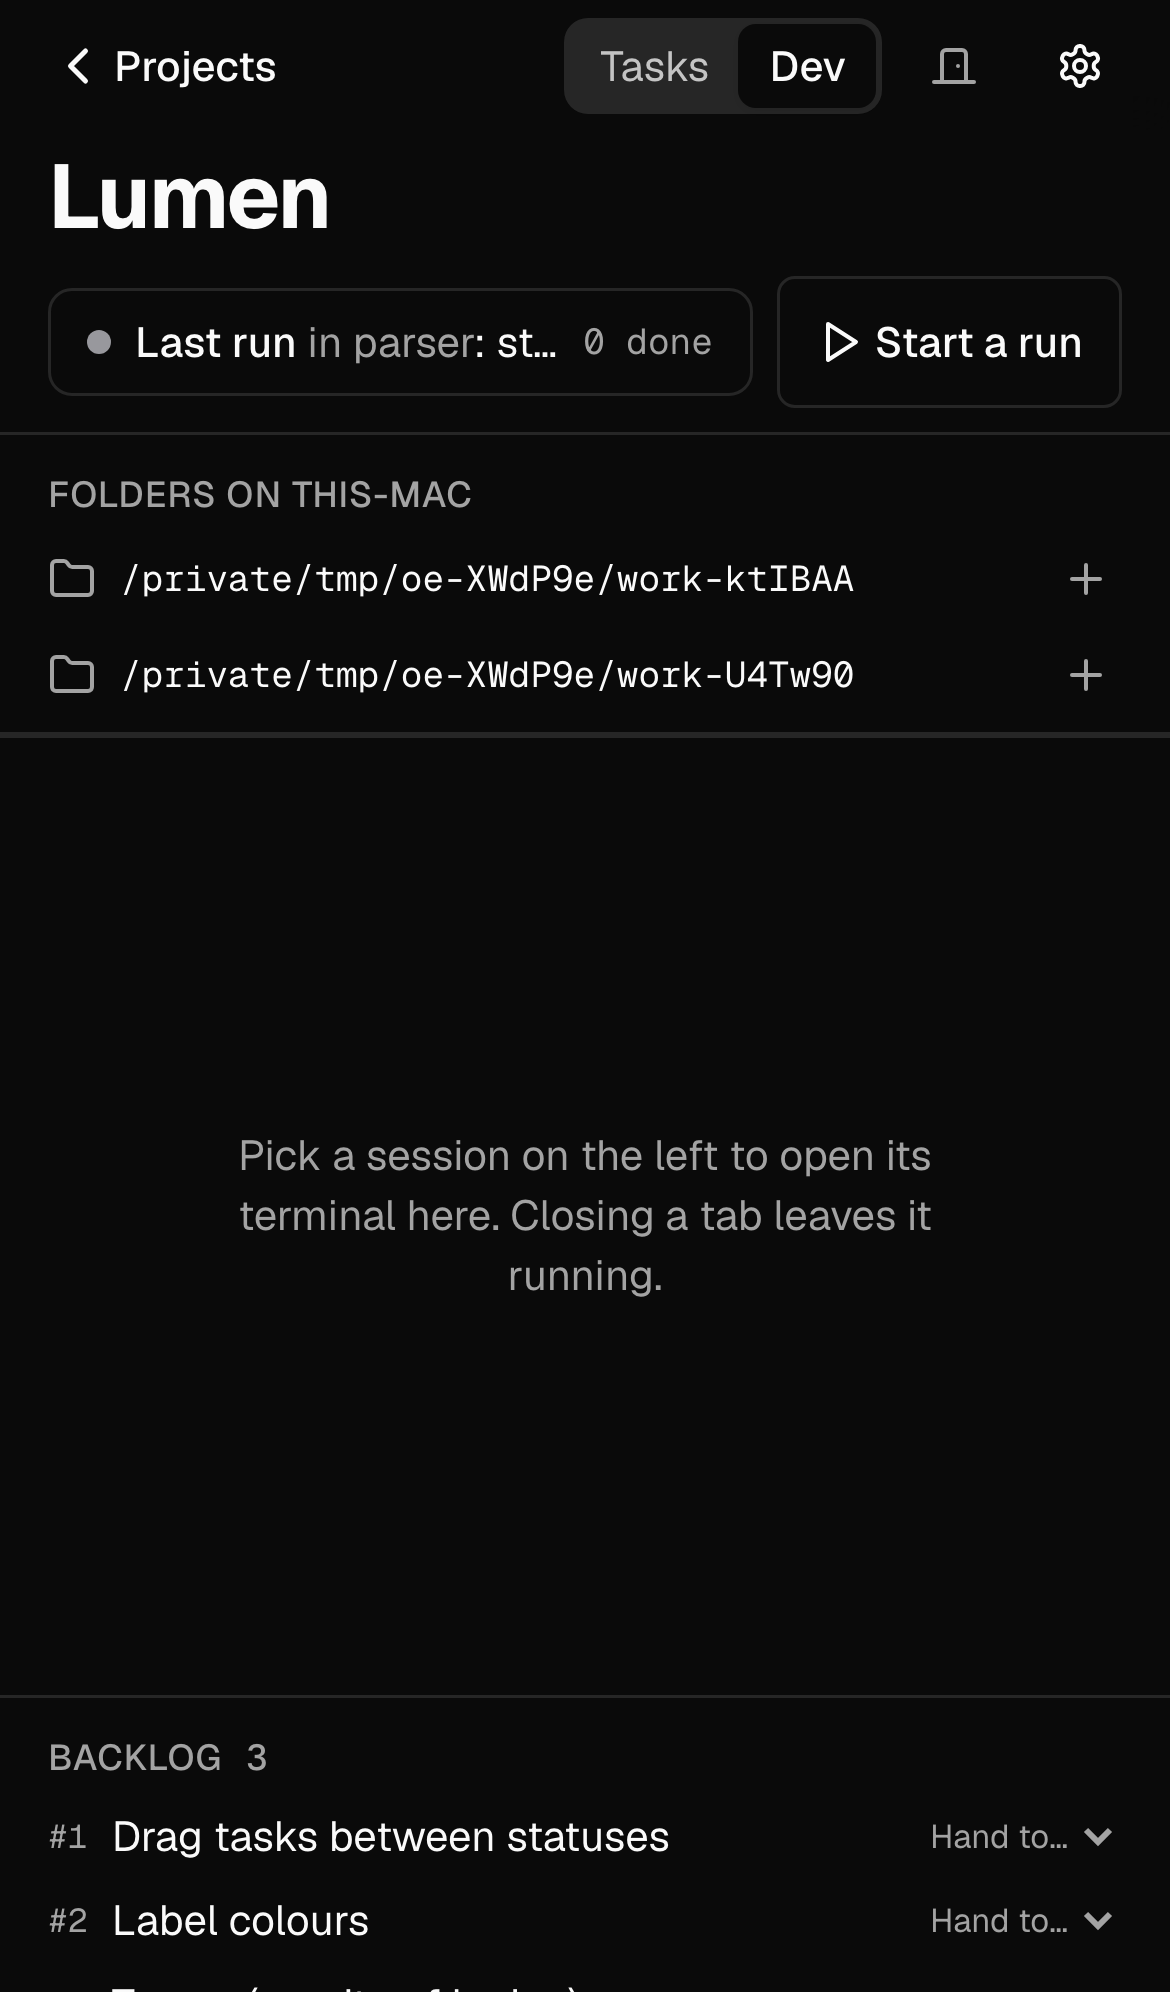 Projects
Tasks Dev
Lumen
Last run in parser: st... 0 done
Start a run
FOLDERS ON THIS-MAC
/private/tmp/oe-XWdP9e/work-ktIBAA
/private/tmp/oe-XWdP9e/work-U4Tw90
Pick a session on the left to open its
terminal here. Closing a tab leaves it
running.
BACKLOG 3
#1 Drag tasks between statuses Hand to...
#2 Label colours Hand to...